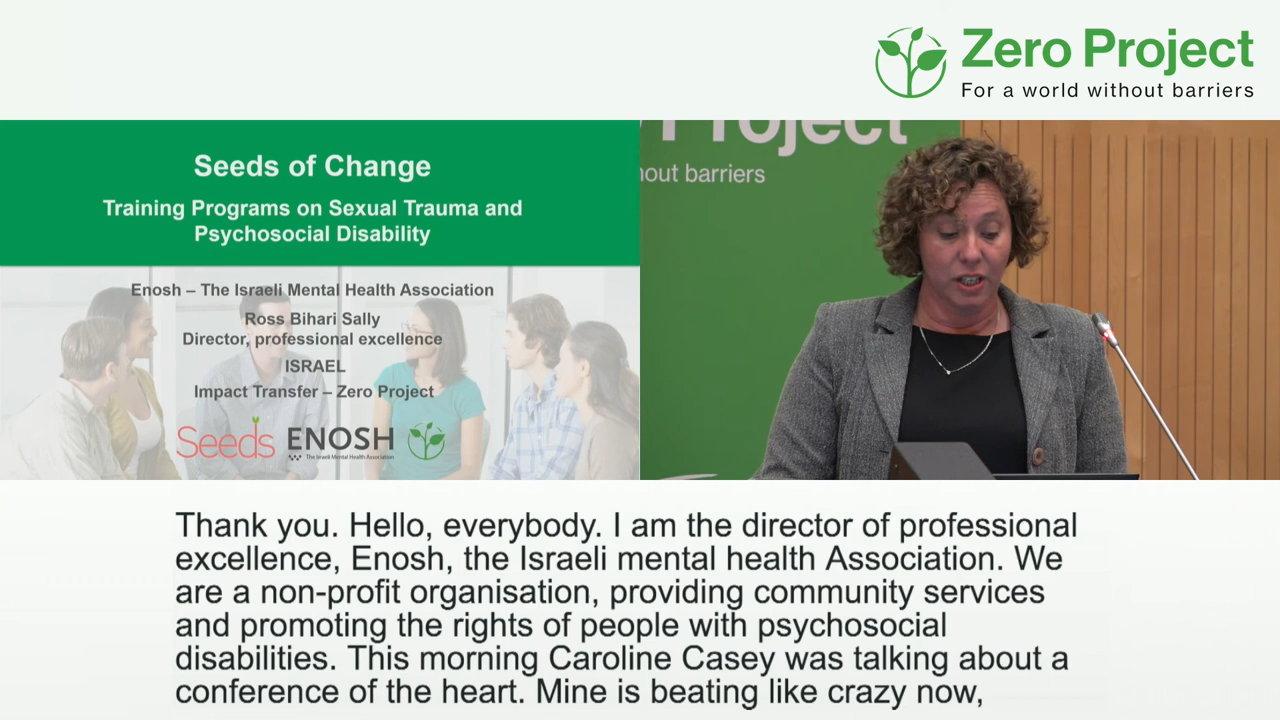 Zero Project
For a world without barriers
Seeds of Change
Training Programs on Sexual Trauma and
Psychosocial Disability
Enosh – The Israeli Mental Health Association
Ross Bihari Sally
Director, professional excellence
ISRAEL
Impact Transfer – Zero Project
Seeds
ENOSH
The Israeli Mental Health Association
Project
out barriers
Thank you. Hello, everybody. I am the director of professional
excellence, Enosh, the Israeli mental health Association. We
are a non-profit organisation, providing community services
and promoting the rights of people with psychosocial
disabilities. This morning Caroline Casey was talking about a
conference of the heart. Mine is beating like crazy now,